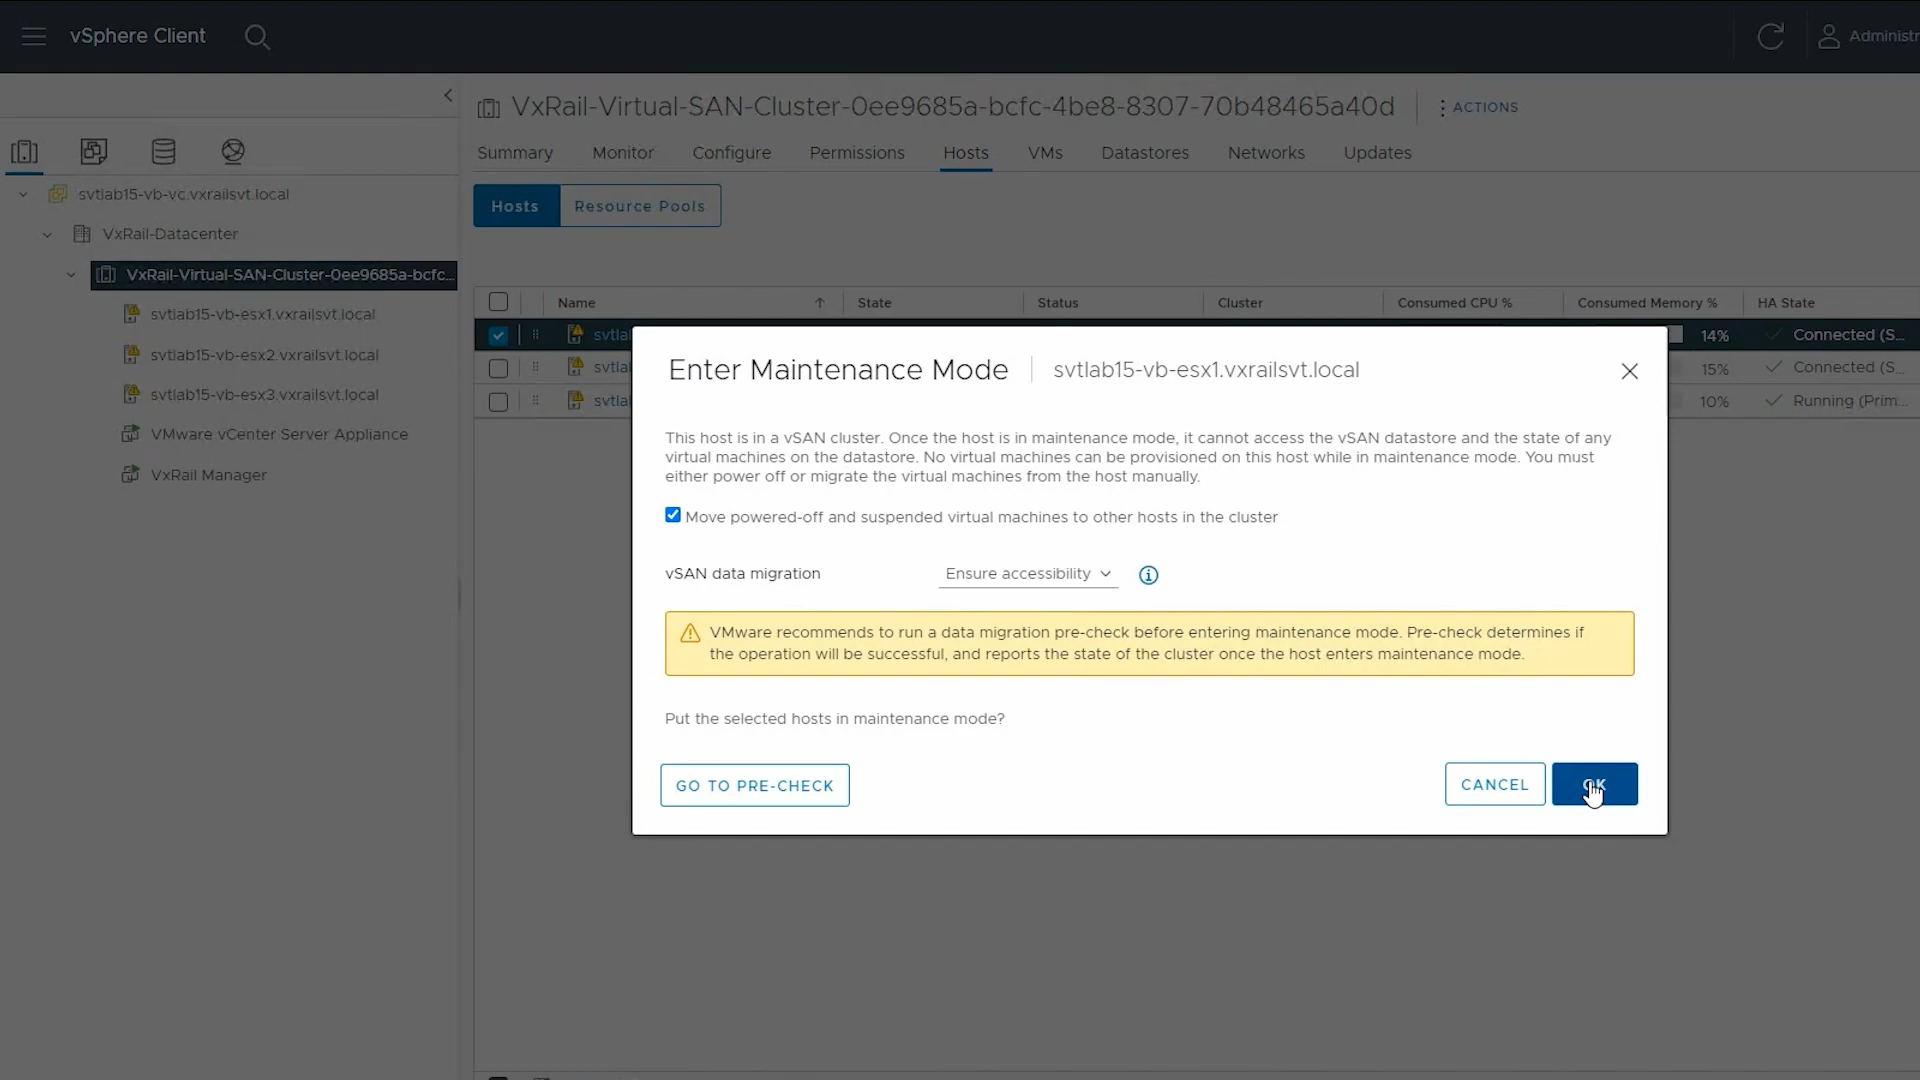 vSphere Client
Administr
VxRail-Virtual-SAN-Cluster-0ee9685a-bcfc-4be8-8307-70b48465a40d
ACTIONS
Summary Monitor Configure Permissions Hosts VMs Datastores Networks Updates
svtlab15-vb-vc.vxrailsvt.local
VxRail-Datacenter
VxRail-Virtual-SAN-Cluster-0ee9685a-bcfc...
svtlab15-vb-esx1.vxrailsvt.local
svtlab15-vb-esx2.vxrailsvt.local
svtlab15-vb-esx3.vxrailsvt.local
VMware vCenter Server Appliance
VxRail Manager
Hosts Resource Pools
Name State Status Cluster Consumed CPU % Consumed Memory % HA State
svtlal 14% Connected (S...
svtlal 15% Connected (S...
svtlal 10% Running (Prim...
Enter Maintenance Mode svtlab15-vb-esx1.vxrailsvt.local
This host is in a vSAN cluster. Once the host is in maintenance mode, it cannot access the vSAN datastore and the state of any
virtual machines on the datastore. No virtual machines can be provisioned on this host while in maintenance mode. You must
either power off or migrate the virtual machines from the host manually.
Move powered-off and suspended virtual machines to other hosts in the cluster
vSAN data migration Ensure accessibility
VMware recommends to run a data migration pre-check before entering maintenance mode. Pre-check determines if
the operation will be successful, and reports the state of the cluster once the host enters maintenance mode.
Put the selected hosts in maintenance mode?
GO TO PRE-CHECK CANCEL OK